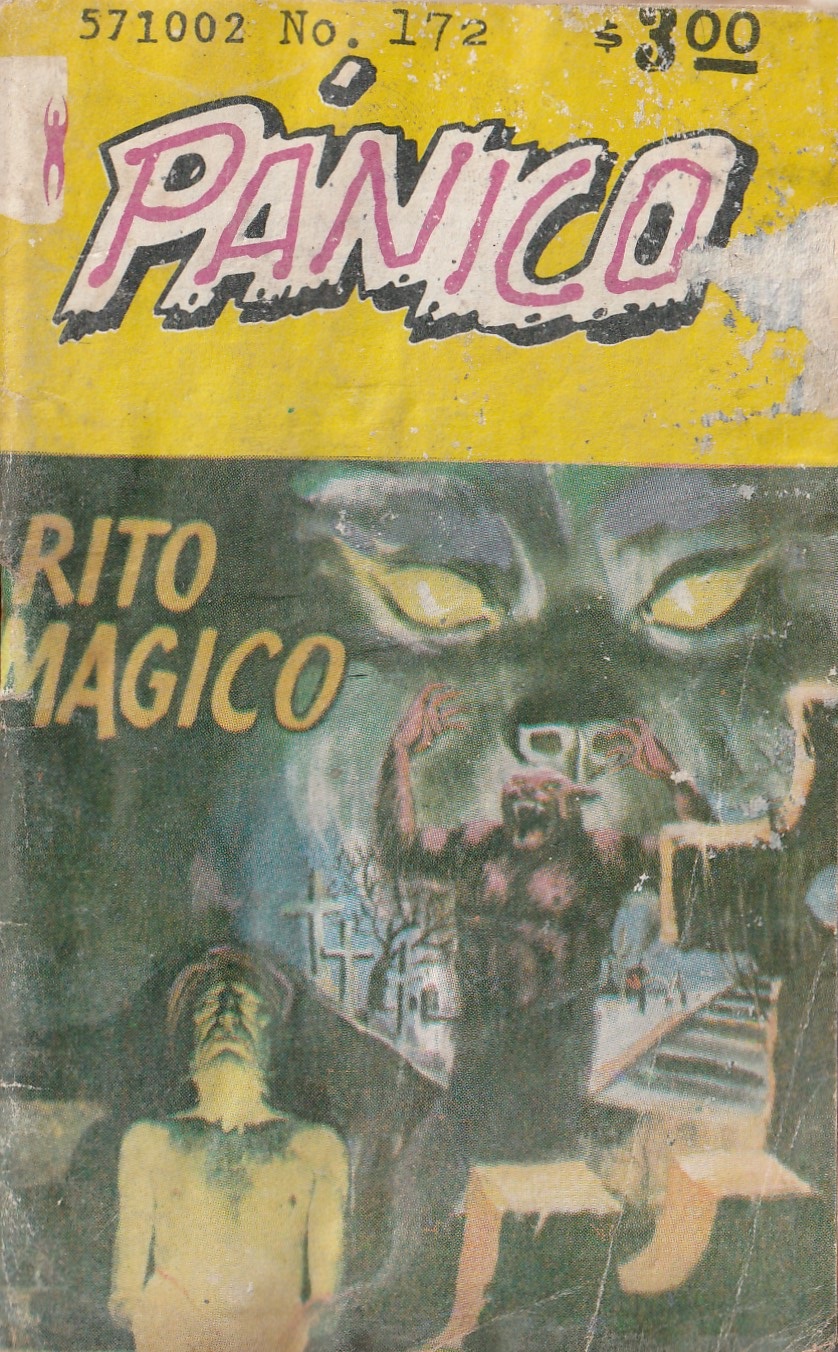 571002 No. 172 $3.00
PÁNICO
RITO
MAGICO